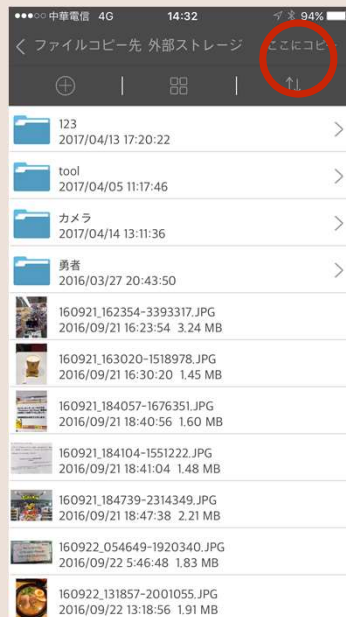 中華電信 4G 14:32 94%
ファイルコピー先 外部ストレージ ここにコピー
123
2017/04/13 17:20:22
tool
2017/04/05 11:17:46
カメラ
2017/04/14 13:11:36
勇者
2016/03/27 20:43:50
160921_162354-3393317.JPG
2016/09/21 16:23:54 3.24 MB
160921_163020-1518978.JPG
2016/09/21 16:30:20 1.45 MB
160921_184057-1676351.JPG
2016/09/21 18:40:56 1.60 MB
160921_184104-1551222.JPG
2016/09/21 18:41:04 1.48 MB
160921_184739-2314349.JPG
2016/09/21 18:47:38 2.21 MB
160922_054649-1920340.JPG
2016/09/22 5:46:48 1.83 MB
160922_131857-2001055.JPG
2016/09/22 13:18:56 1.91 MB